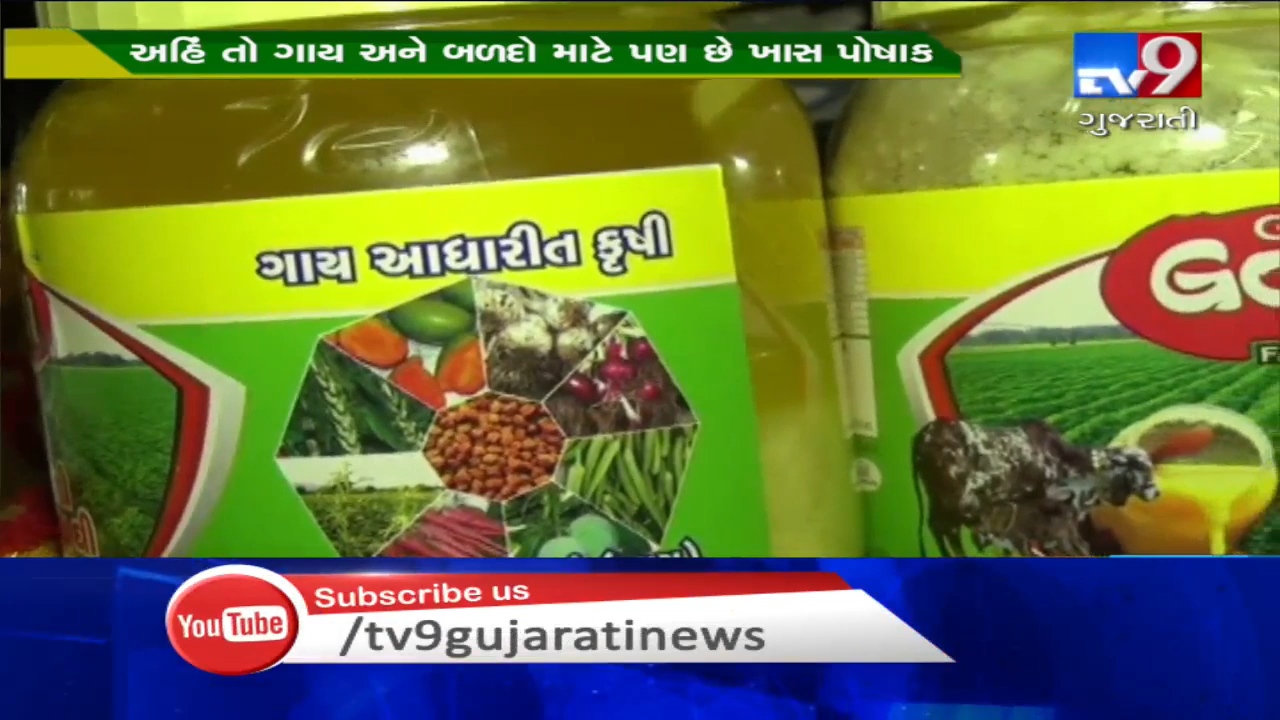 અહિં તો ગાય અને બળદો માટે પણ છે ખાસ પોષાક
TV9
ગુજરાતી
ગાય આધારીત કૃષી
Subscribe us
YouTube
/tv9gujaratinews